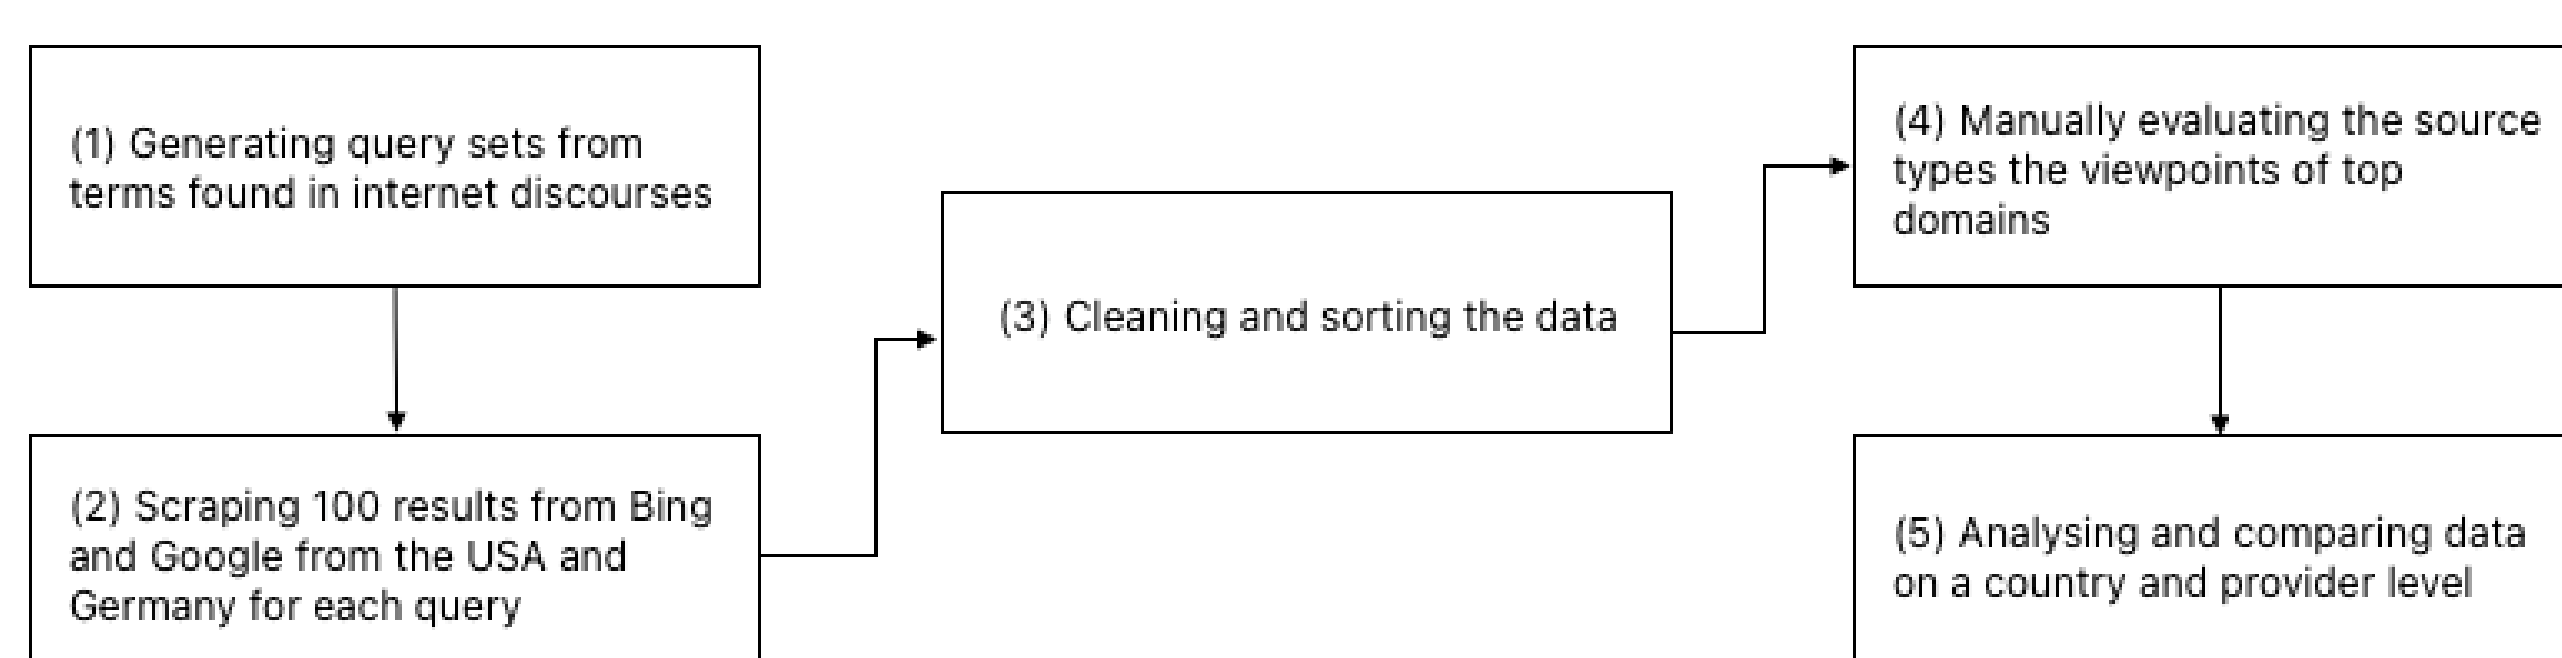 (1) Generating query sets from
terms found in internet discourses
(2) Scraping 100 results from Bing
and Google from the USA and
Germany for each query
(3) Cleaning and sorting the data
(4) Manually evaluating the source
types the viewpoints of top
domains
(5) Analysing and comparing data
on a country and provider level